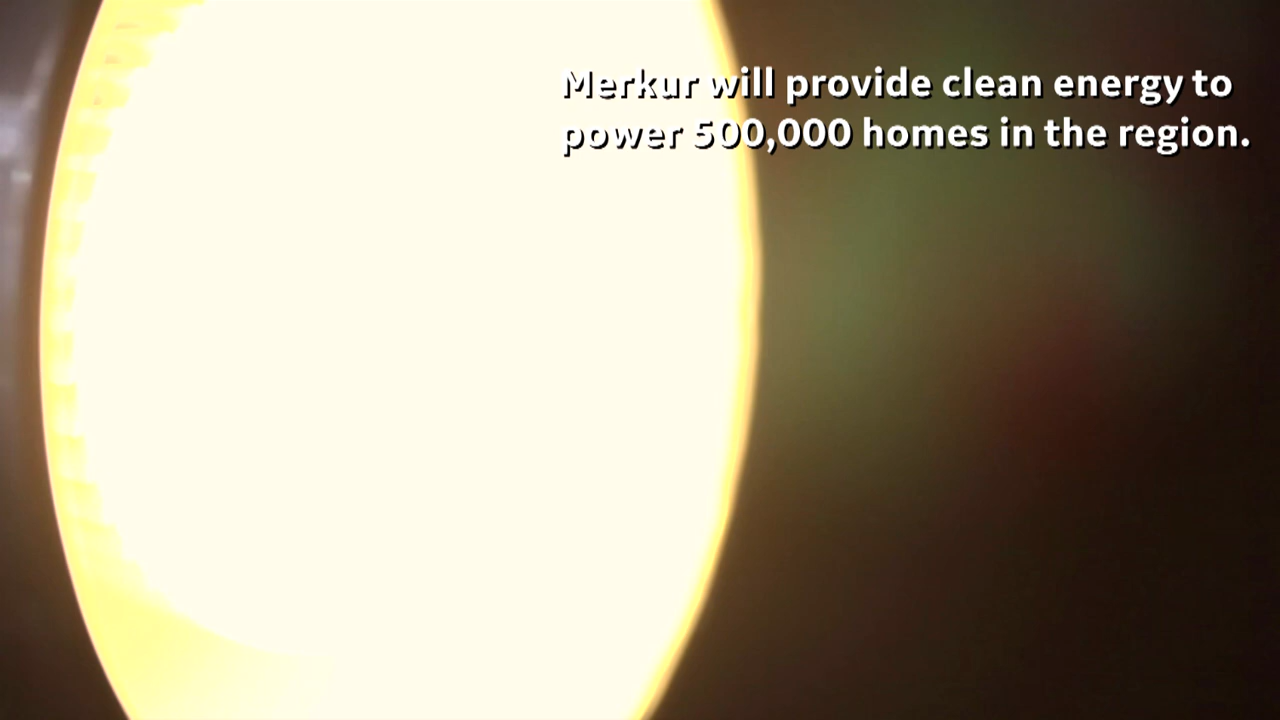 Merkur will provide clean energy to
power 500,000 homes in the region.